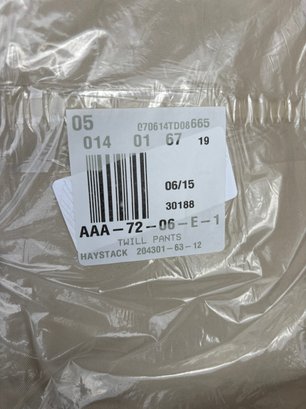 05 070614TD08665
014 01 67 19
06/15
30188
AAA-72-06-E-1
TWILL PANTS
HAYSTACK 204301-63-12